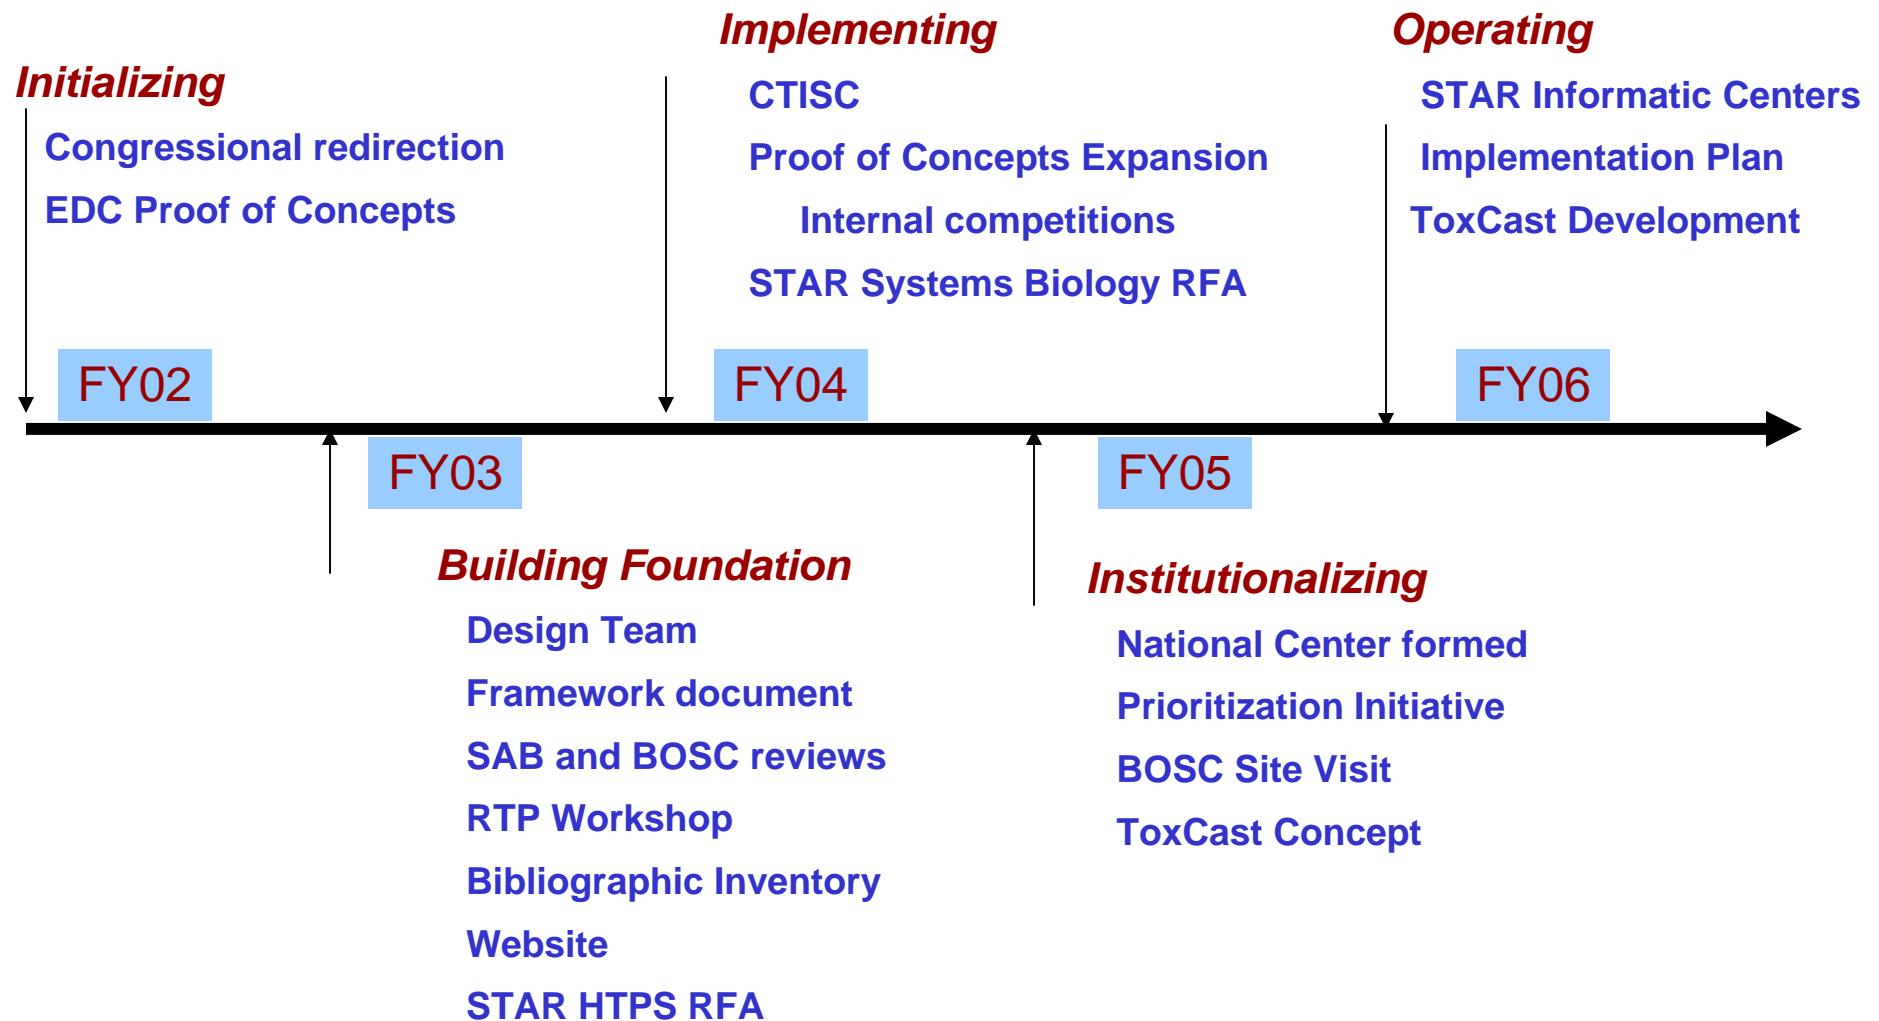 Initializing
Congressional redirection
EDC Proof of Concepts
FY02
FY03
Building Foundation
Design Team
Framework document
SAB and BOSC reviews
RTP Workshop
Bibliographic Inventory
Website
STAR HTPS RFA
Implementing
CTISC
Proof of Concepts Expansion
Internal competitions
STAR Systems Biology RFA
FY04
FY05
Institutionalizing
National Center formed
Prioritization Initiative
BOSC Site Visit
ToxCast Concept
Operating
STAR Informatic Centers
Implementation Plan
ToxCast Development
FY06